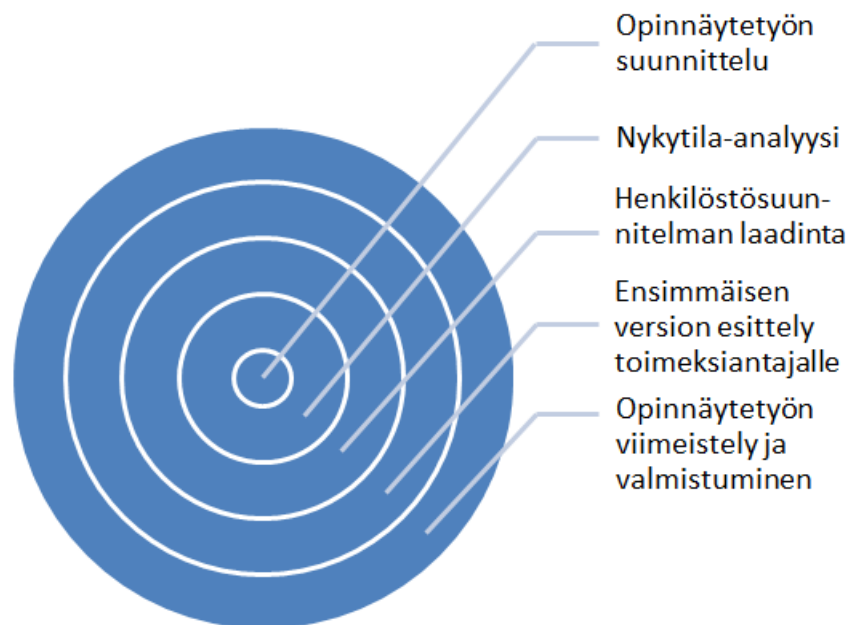 Opinnäytetyön
suunnittelu
Nykytila-analyysi
Henkilöstösuun-
nitelman laadinta
Ensimmäisen
version esittely
toimeksiantajalle
Opinnäytetyön
viimeistely ja
valmistuminen